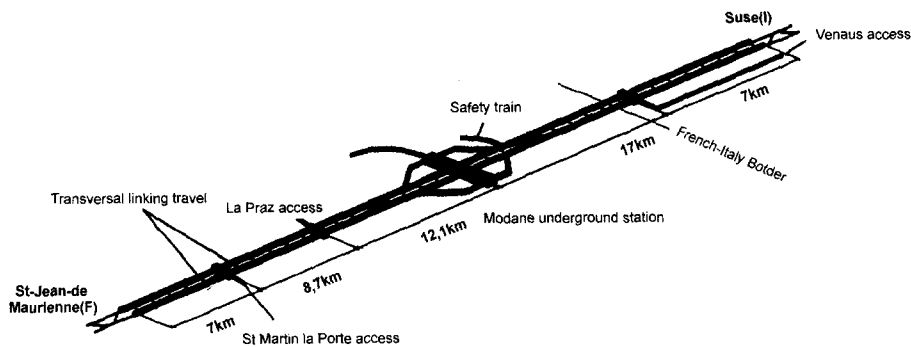 Suse(I)
Venaus access
7km
Safety train
17km
French-Italy Botder
Transversal linking travel
La Praz access
12,1km
Modane underground station
8,7km
St-Jean-de
Maurienne(F)
7km
St Martin la Porte access